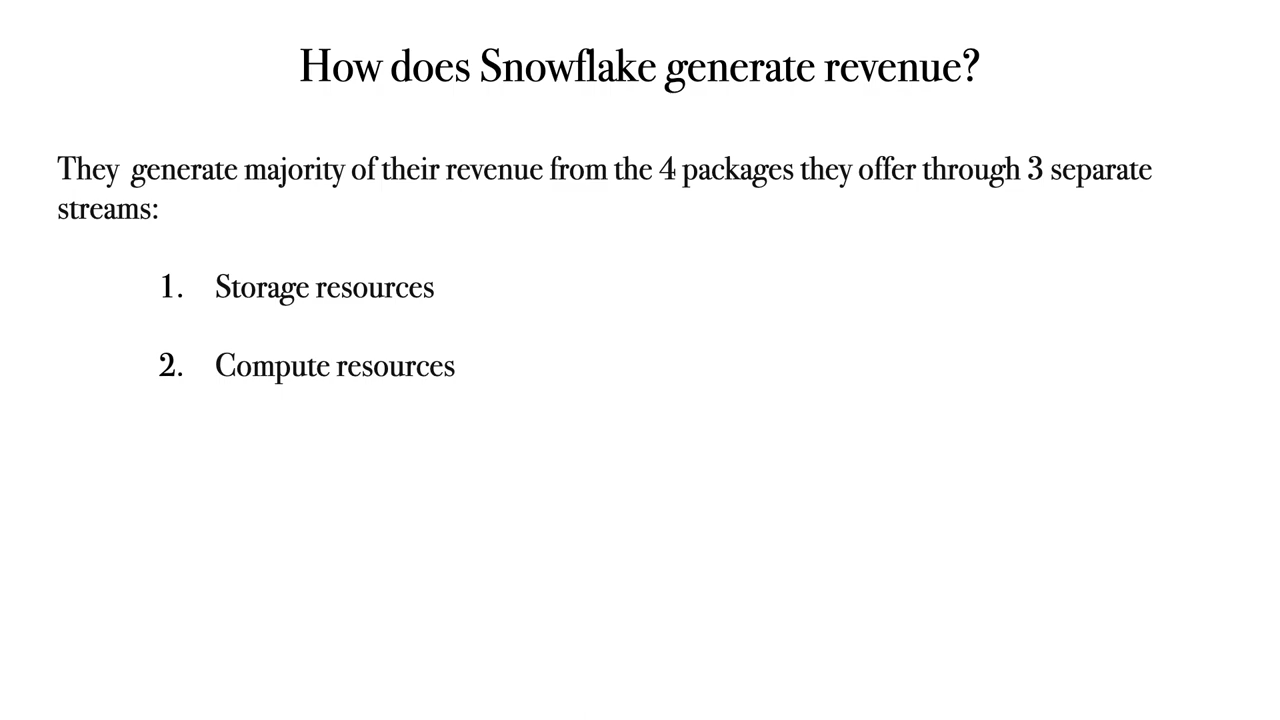 How does Snowflake generate revenue?
They generate majority of their revenue from the 4 packages they offer through 3 separate
streams:
1. Storage resources
2. Compute resources